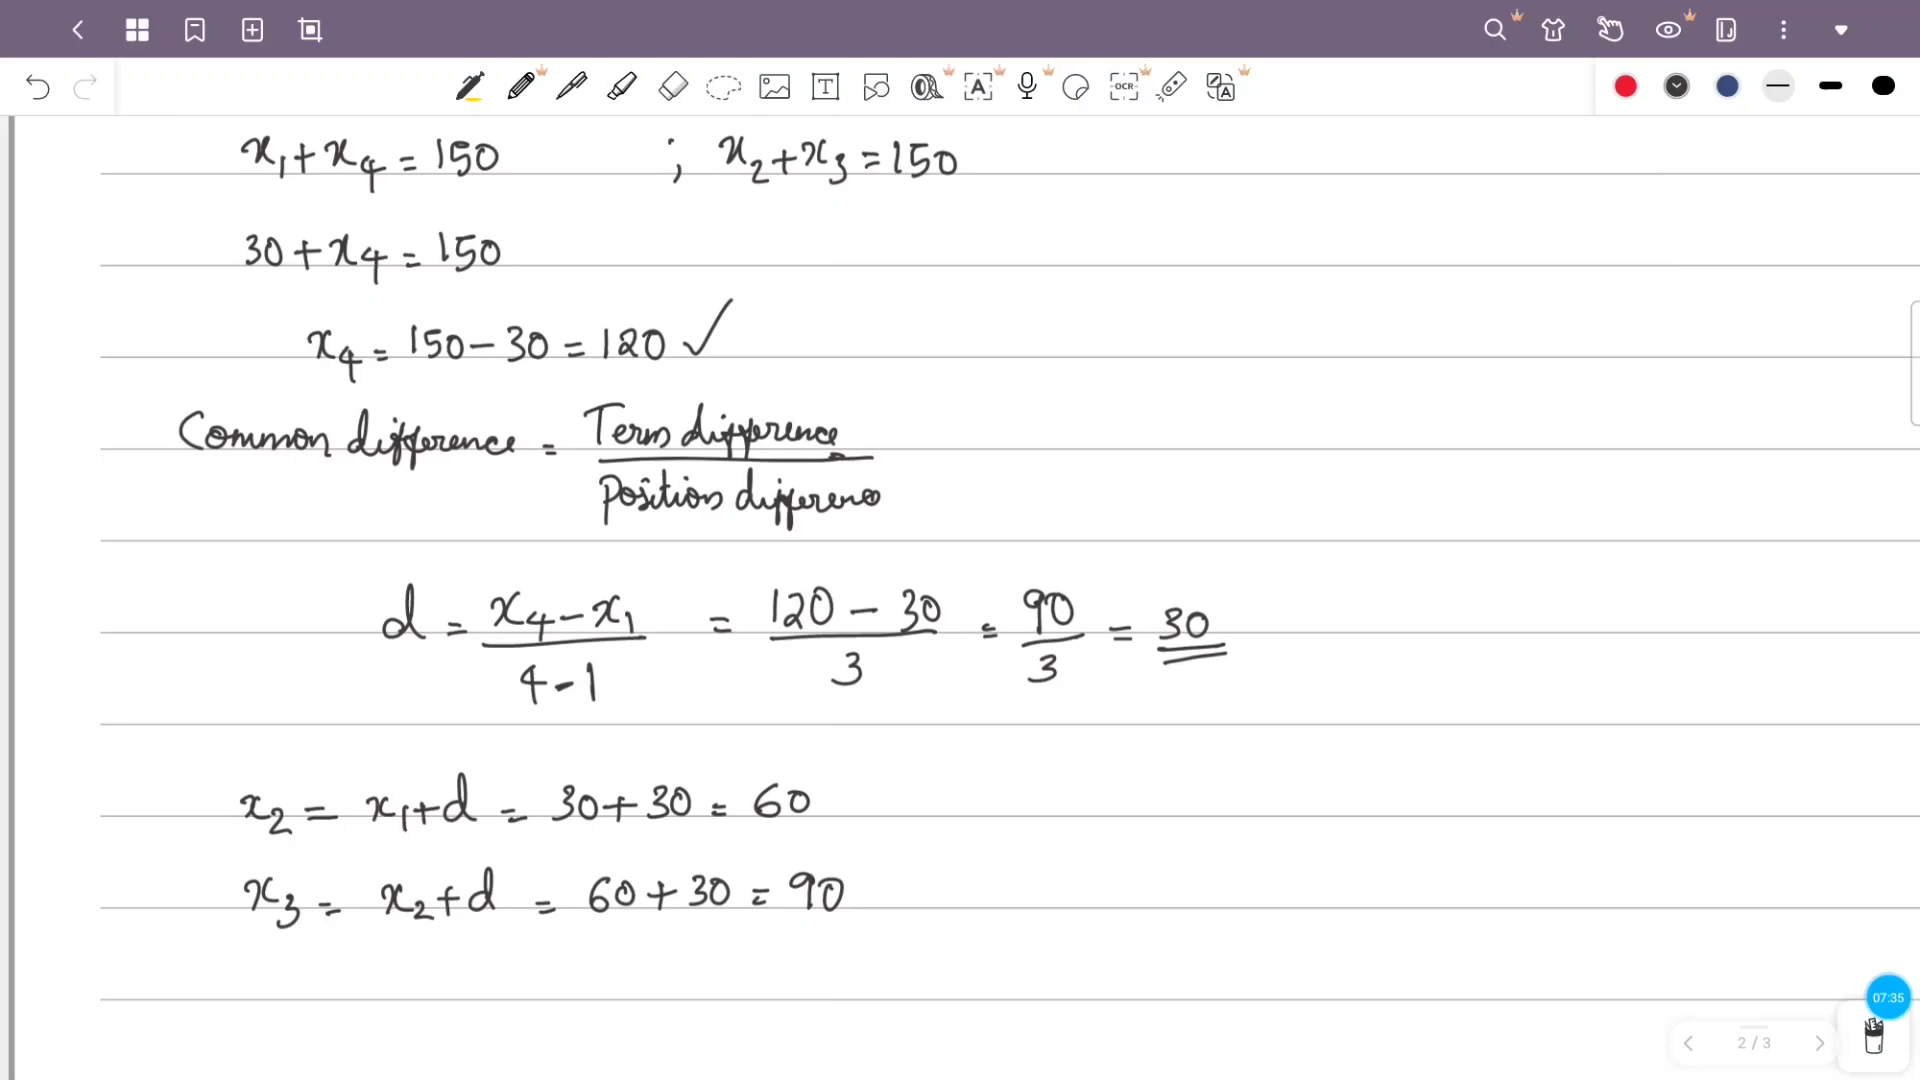 x₁+x₄=150 ; x₂+x₃=150
30+x₄=150
x₄=150-30=120 ✓
Common difference = Term difference / Position difference
d = x₄-x₁ / 4-1 = 120-30 / 3 = 90 / 3 = 30
x₂ = x₁+d = 30+30 = 60
x₃ = x₂+d = 60+30 = 90
07:35
2 / 3